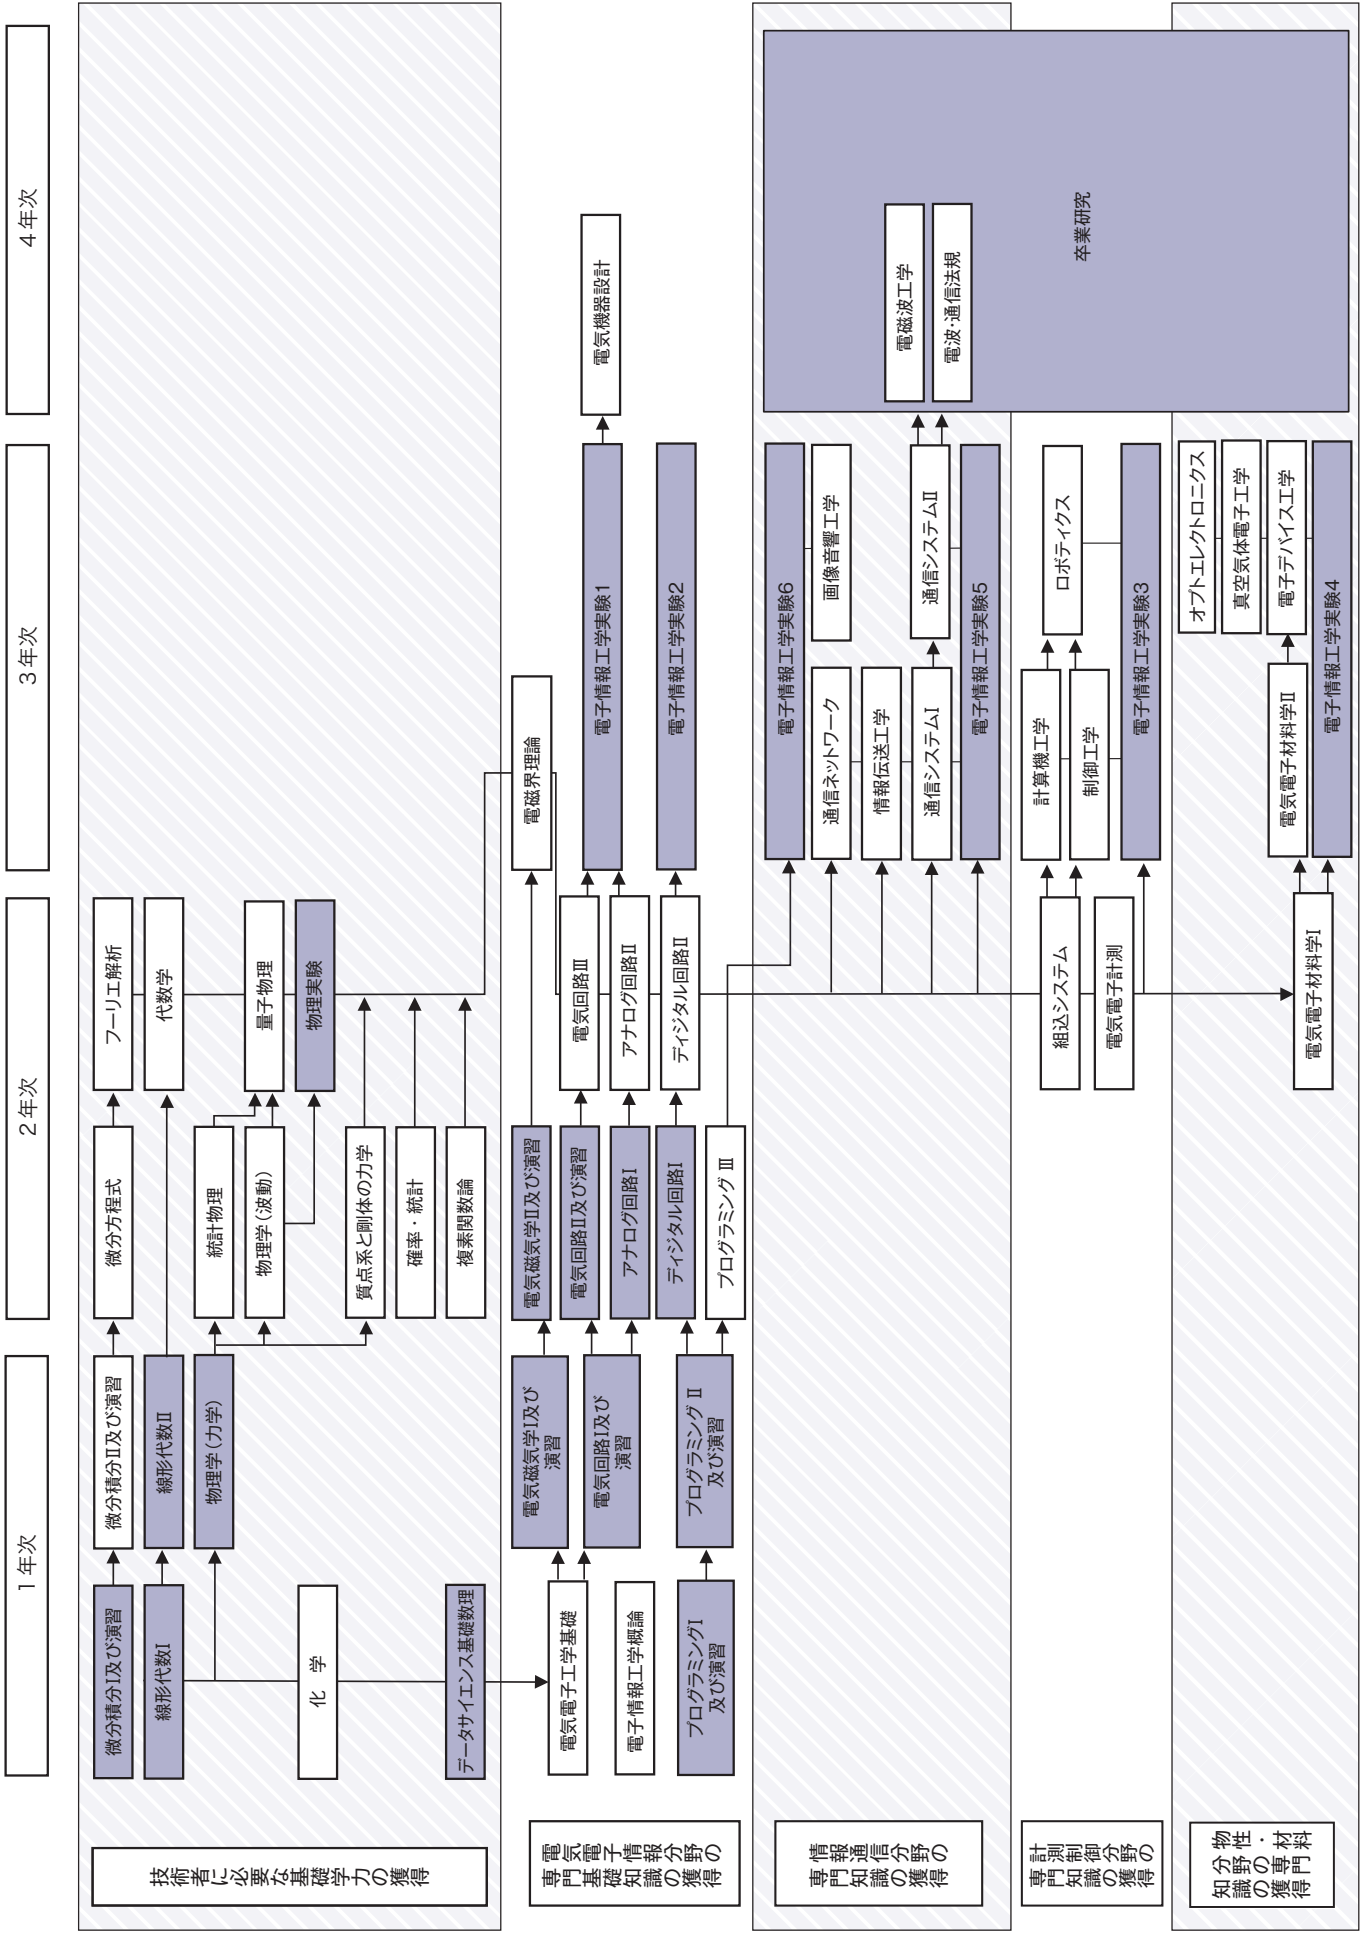 1年次
2年次
3年次
4年次
技術者に必要な基礎学力の獲得
微分積分Ⅰ及び演習
微分積分Ⅱ及び演習
微分方程式
フーリエ解析
線形代数Ⅰ
線形代数Ⅱ
代数学
物理学(力学)
統計物理
物理学(波動)
量子物理
物理実験
化 学
質点系と剛体の力学
確率・統計
データサイエンス基礎数理
複素関数論
電気電子情報
基礎知識分野の
専門知識の獲得
電気磁気学Ⅰ及び
演習
電気磁気学Ⅱ及び演習
電磁界理論
電気電子工学基礎
電気回路Ⅰ及び
演習
電気回路Ⅱ及び演習
電気回路Ⅲ
電子情報工学実験1
電気機器設計
電子情報工学概論
アナログ回路Ⅰ
アナログ回路Ⅱ
プログラミングⅠ
及び演習
プログラミング Ⅱ
及び演習
ディジタル回路Ⅰ
ディジタル回路Ⅱ
電子情報工学実験2
プログラミング Ⅲ
情報通信分野の
専門知識の獲得
電子情報工学実験6
通信ネットワーク
画像音響工学
情報伝送工学
通信システムⅠ
通信システムⅡ
電磁波工学
電波・通信法規
電子情報工学実験5
卒業研究
計測制御分野の
専門知識の獲得
組込システム
計算機工学
ロボティクス
制御工学
電気電子計測
電子情報工学実験3
物性・材料
分野の専門
知識の獲得
オプトエレクトロニクス
真空気体電子工学
電気電子材料学Ⅰ
電気電子材料学Ⅱ
電子デバイス工学
電子情報工学実験4